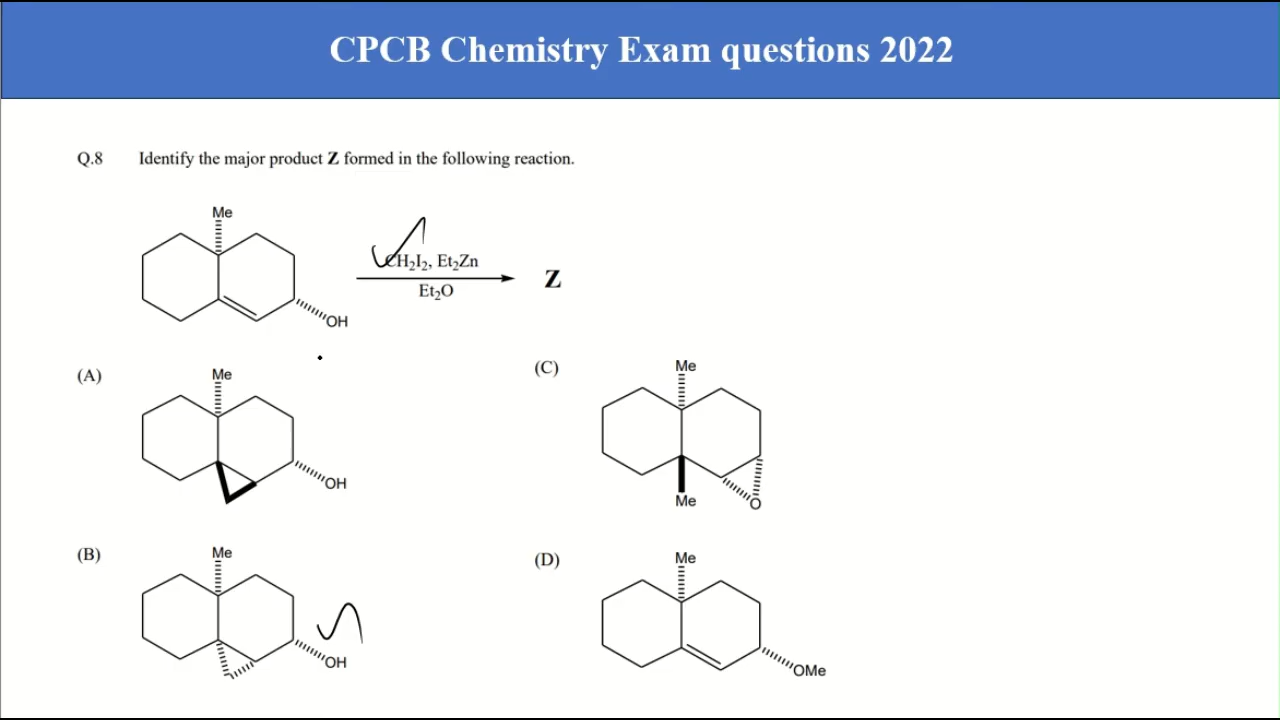 CPCB Chemistry Exam questions 2022
Q.8 Identify the major product Z formed in the following reaction.
Me
OH
CH₂I₂, Et₂Zn
Et₂O
Z
(A)
Me
OH
(C)
Me
Me
O
(B)
Me
OH
(D)
Me
OMe